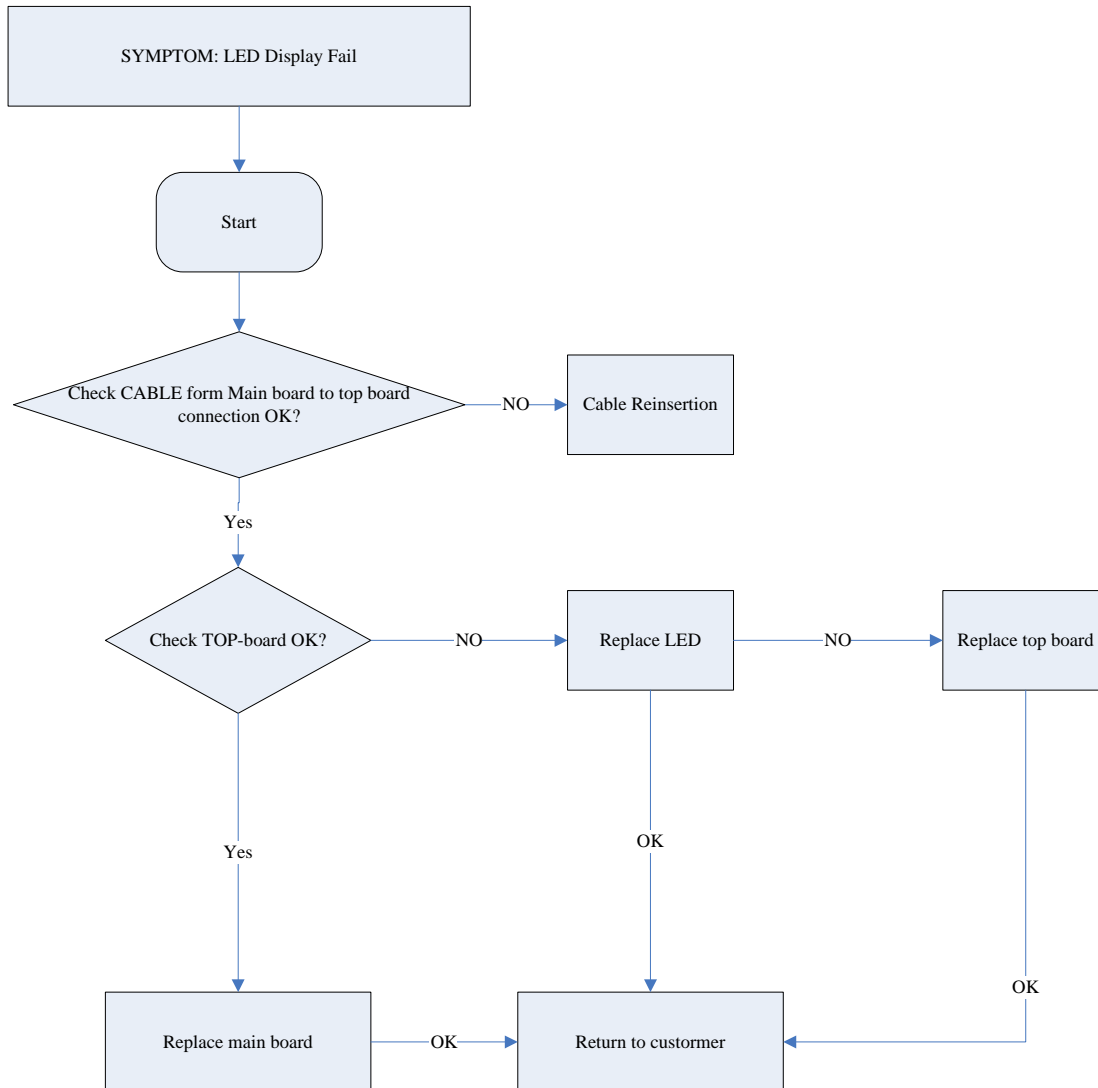 SYMPTOM: LED Display Fail
Start
Check CABLE form Main board to top board
connection OK?
NO
Cable Reinsertion
Yes
Check TOP-board OK?
NO
Replace LED
NO
Replace top board
Yes
OK
OK
Replace main board
OK
Return to custormer